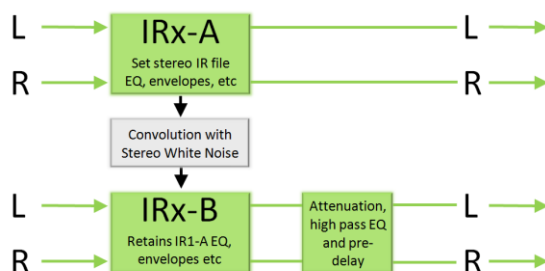 L IRx-A L
Set stereo IR file
EQ, envelopes, etc
R R
Convolution with
Stereo White Noise
L IRx-B L
Attenuation,
high pass EQ
and pre-
delay
Retains IR1-A EQ,
envelopes etc
R R